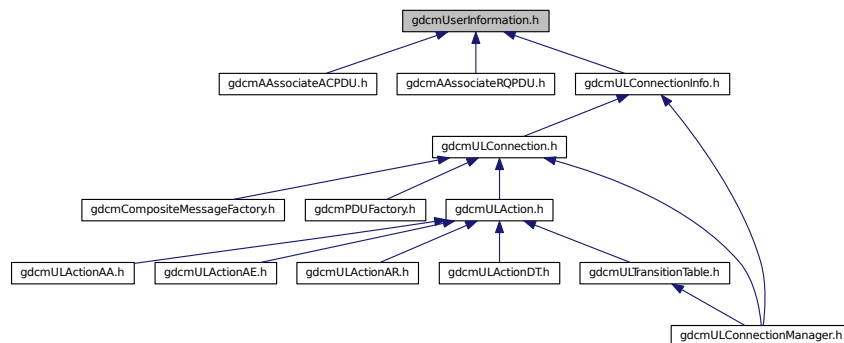 gdcmUserInformation.h
gdcmAAssociateACPDU.h
gdcmAAssociateRQPDU.h
gdcmULConnectionInfo.h
gdcmULConnection.h
gdcmCompositeMessageFactory.h
gdcmPDUFactory.h
gdcmULAction.h
gdcmULActionAA.h
gdcmULActionAE.h
gdcmULActionAR.h
gdcmULActionDT.h
gdcmULTransitionTable.h
gdcmULConnectionManager.h